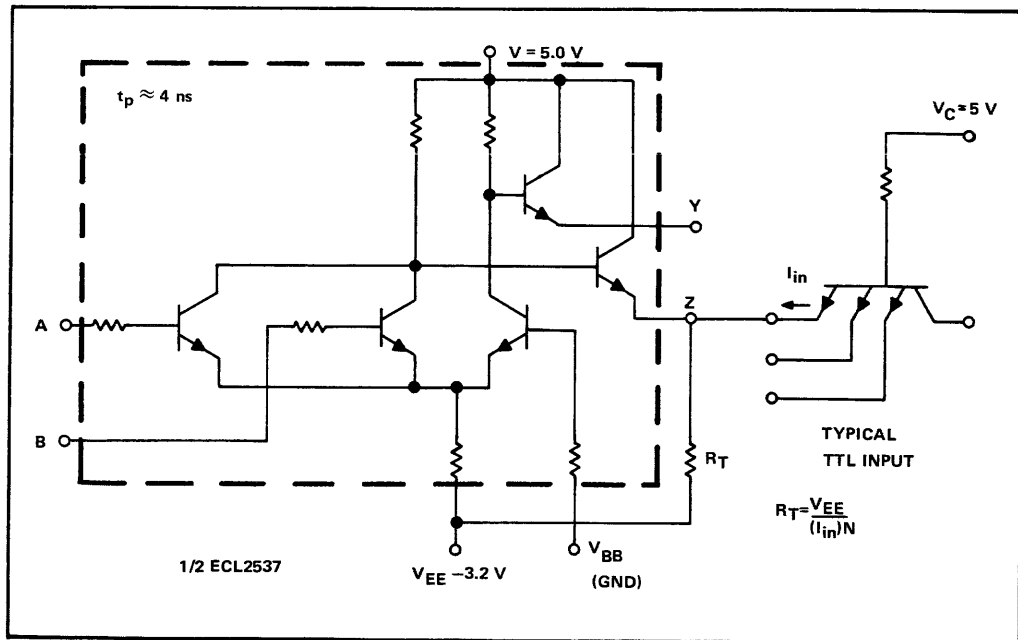 V = 5.0 V
tp ≈ 4 ns
VC = 5 V
Y
Iin
A
Z
B
TYPICAL
TTL INPUT
RT
RT = VEE
(Iin)N
1/2 ECL2537
VEE −3.2 V
VBB
(GND)